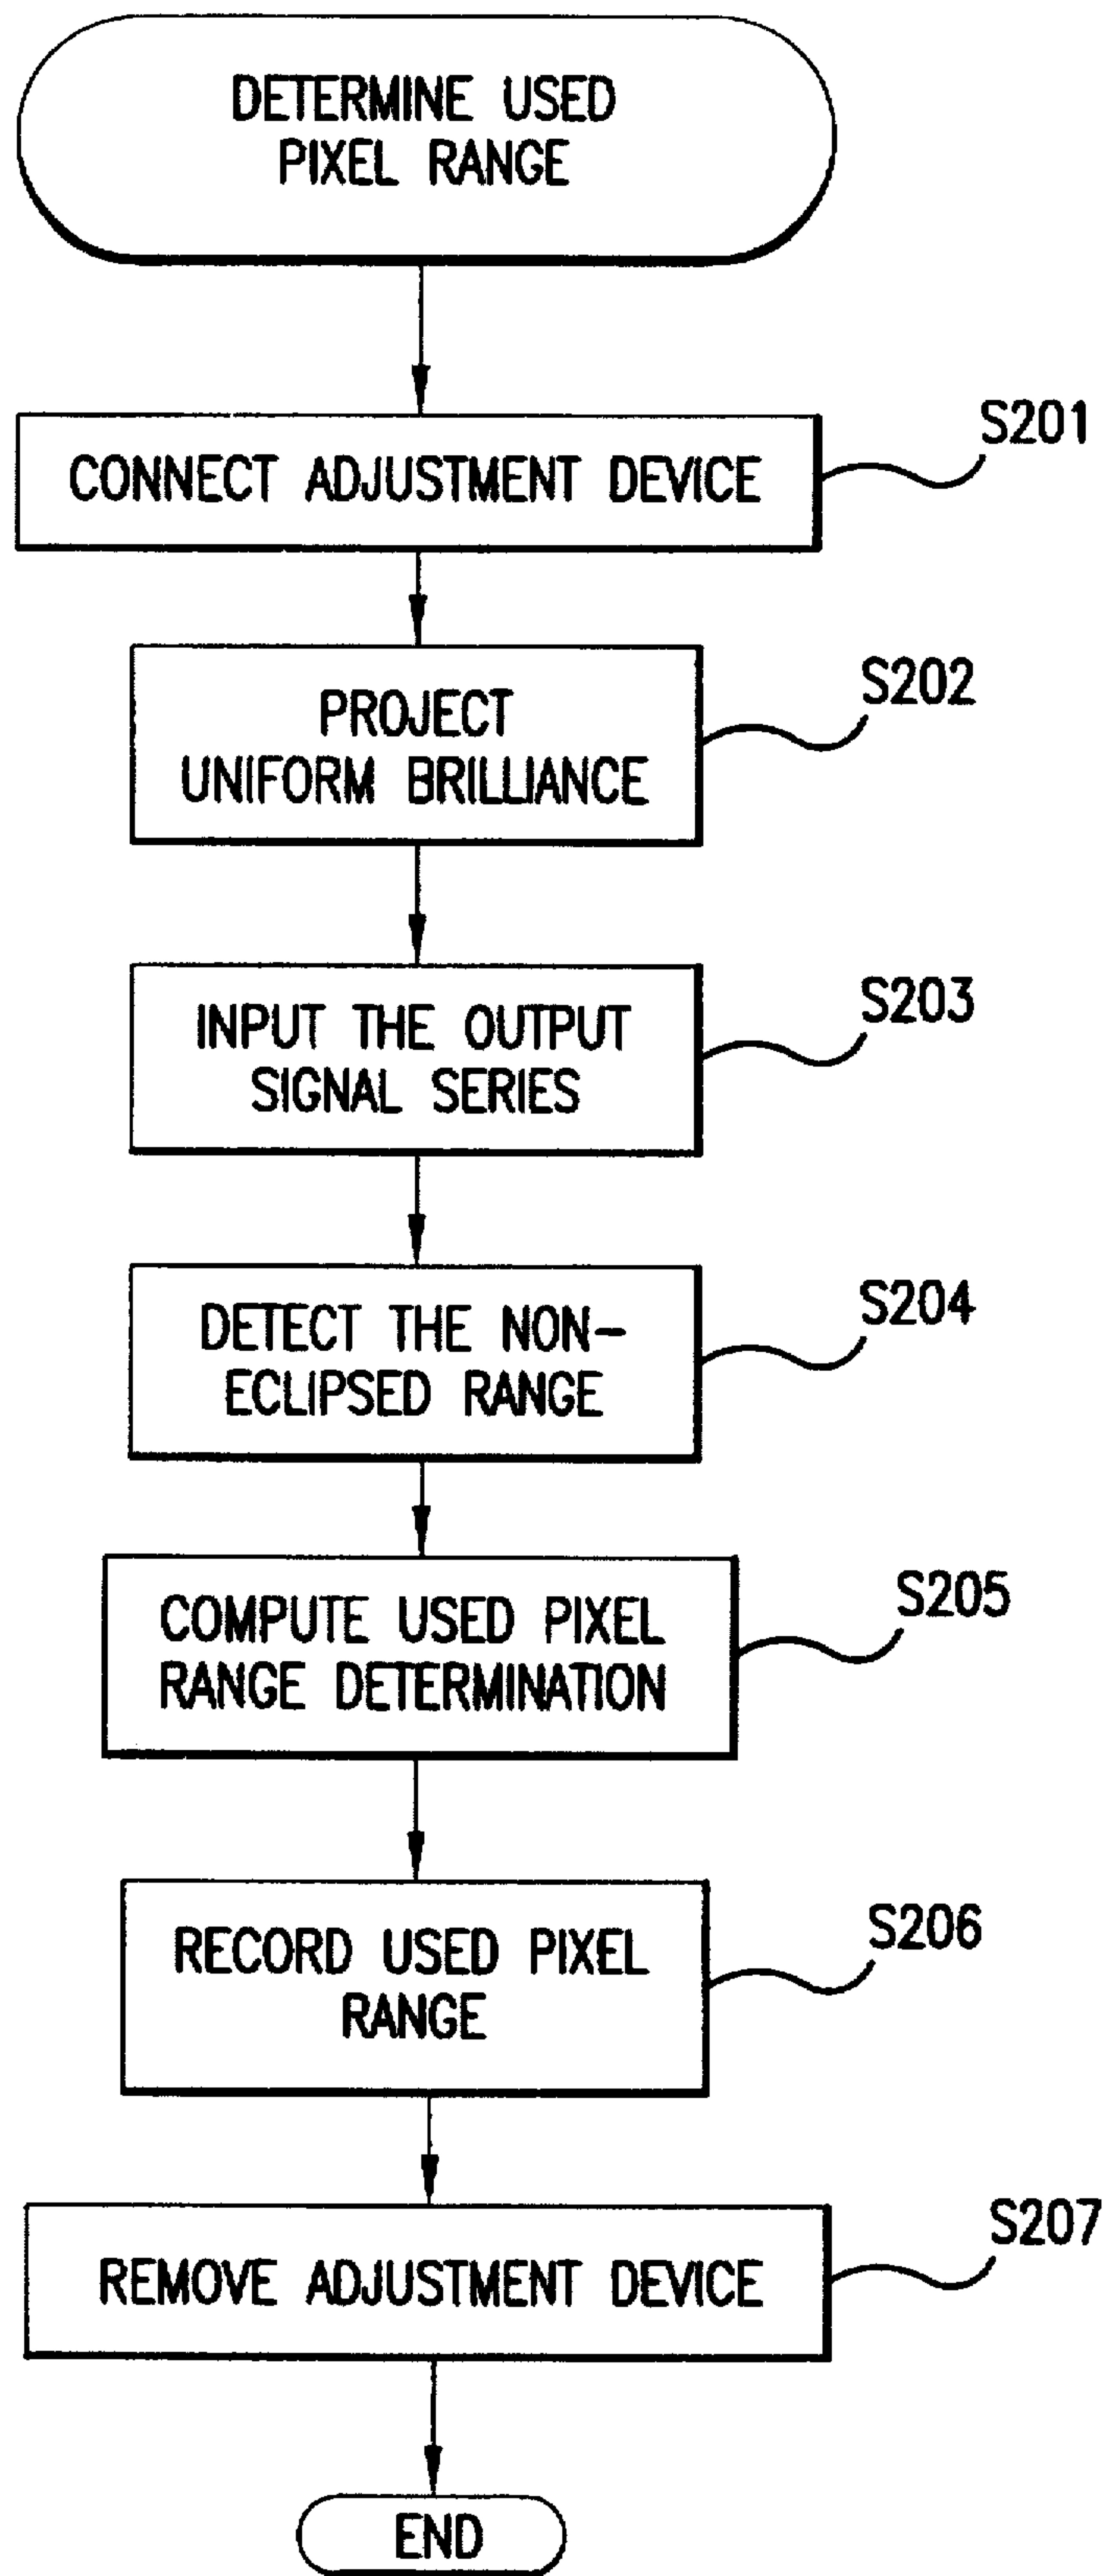 DETERMINE USED
PIXEL RANGE
S201
CONNECT ADJUSTMENT DEVICE
S202
PROJECT
UNIFORM BRILLIANCE
S203
INPUT THE OUTPUT
SIGNAL SERIES
S204
DETECT THE NON-
ECLIPSED RANGE
S205
COMPUTE USED PIXEL
RANGE DETERMINATION
S206
RECORD USED PIXEL
RANGE
S207
REMOVE ADJUSTMENT DEVICE
END